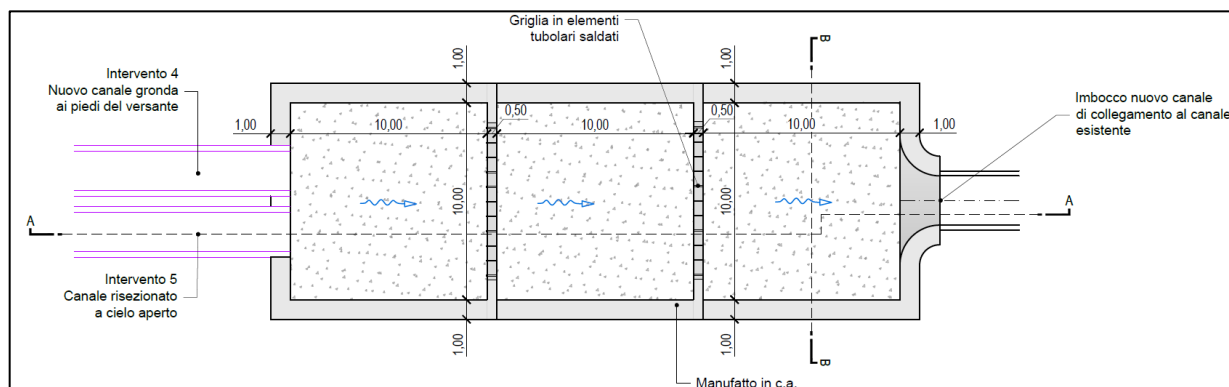 Griglia in elementi
tubolari saldati
B
Intervento 4
Nuovo canale gronda
ai piedi del versante
1,00
1,00
Imbocco nuovo canale
di collegamento al canale
esistente
1,00
10,00
0,50
10,00
0,50
10,00
1,00
10,00
10,00
A
A
Intervento 5
Canale risezionato
a cielo aperto
1,00
1,00
B
Manufatto in c.a.